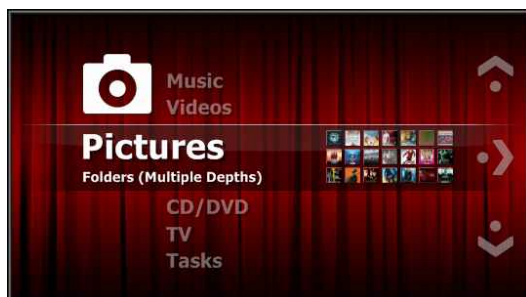 Music
Videos
Pictures
Folders (Multiple Depths)
CD/DVD
TV
Tasks